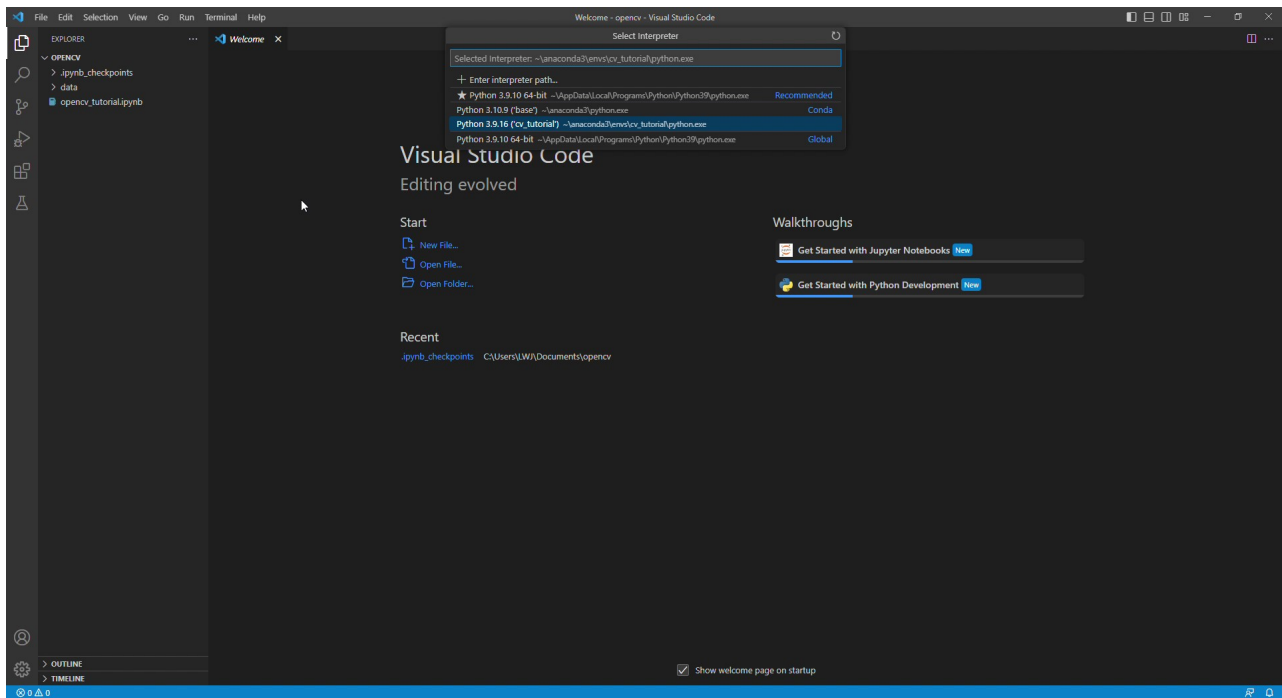 File Edit Selection View Go Run Terminal Help
Welcome - opencv - Visual Studio Code
EXPLORER
Welcome
OPENCV
.ipynb_checkpoints
data
opencv_tutorial.ipynb
Select Interpreter
Selected Interpreter: ~\anaconda3\envs\cv_tutorial\python.exe
Enter interpreter path...
Python 3.9.10 64-bit ~\AppData\Local\Programs\Python\Python39\python.exe Recommended
Python 3.10.9 ('base') ~\anaconda3\python.exe Conda
Python 3.9.16 ('cv_tutorial') ~\anaconda3\envs\cv_tutorial\python.exe
Python 3.9.10 64-bit ~\AppData\Local\Programs\Python\Python39\python.exe Global
Visual Studio Code
Editing evolved
Start
New File...
Open File...
Open Folder...
Recent
.ipynb_checkpoints C:\Users\LWJ\Documents\opencv
Walkthroughs
Get Started with Jupyter Notebooks New
Get Started with Python Development New
Show welcome page on startup
OUTLINE
TIMELINE
0 0